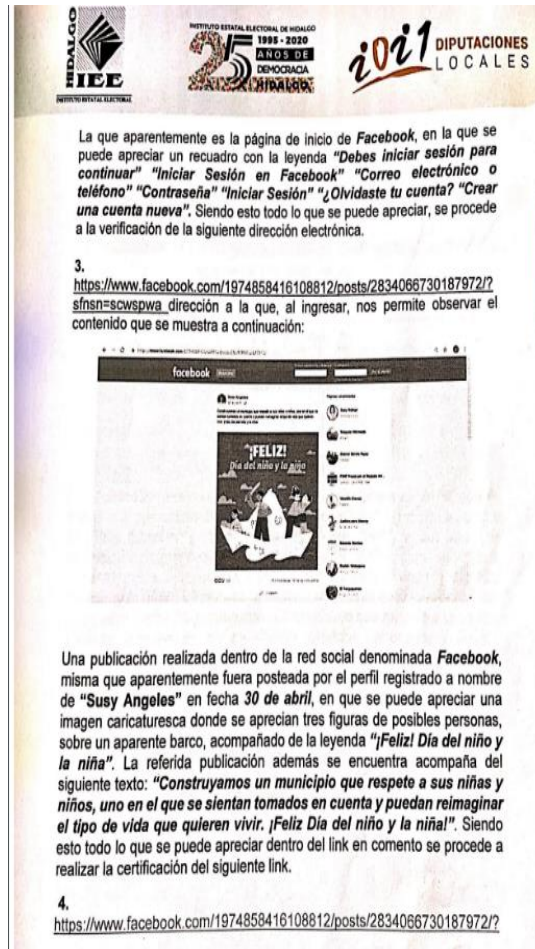 HIDALGO
IEE
INSTITUTO ESTATAL ELECTORAL
INSTITUTO ESTATAL ELECTORAL DE HIDALGO
1995 - 2020
25
AÑOS DE
DEMOCRACIA
HIDALGO
2021 DIPUTACIONES
LOCALES
La que aparentemente es la página de inicio de Facebook, en la que se
puede apreciar un recuadro con la leyenda “Debes iniciar sesión para
continuar” “Iniciar Sesión en Facebook” “Correo electrónico o
teléfono” “Contraseña” “Iniciar Sesión” “¿Olvidaste tu cuenta? “Crear
una cuenta nueva”. Siendo esto todo lo que se puede apreciar, se procede
a la verificación de la siguiente dirección electrónica.
3.
https://www.facebook.com/1974858416108812/posts/2834066730187972/?
sfnsn=scwspwa dirección a la que, al ingresar, nos permite observar el
contenido que se muestra a continuación:
facebook
¡FELIZ!
Día del niño y la niña
Una publicación realizada dentro de la red social denominada Facebook,
misma que aparentemente fuera posteada por el perfil registrado a nombre
de “Susy Angeles” en fecha 30 de abril, en que se puede apreciar una
imagen caricaturesca donde se aprecian tres figuras de posibles personas,
sobre un aparente barco, acompañado de la leyenda “¡Feliz! Día del niño y
la niña”. La referida publicación además se encuentra acompaña del
siguiente texto: “Construyamos un municipio que respete a sus niñas y
niños, uno en el que se sientan tomados en cuenta y puedan reimaginar
el tipo de vida que quieren vivir. ¡Feliz Día del niño y la niña!”. Siendo
esto todo lo que se puede apreciar dentro del link en comento se procede a
realizar la certificación del siguiente link.
4.
https://www.facebook.com/1974858416108812/posts/2834066730187972/?